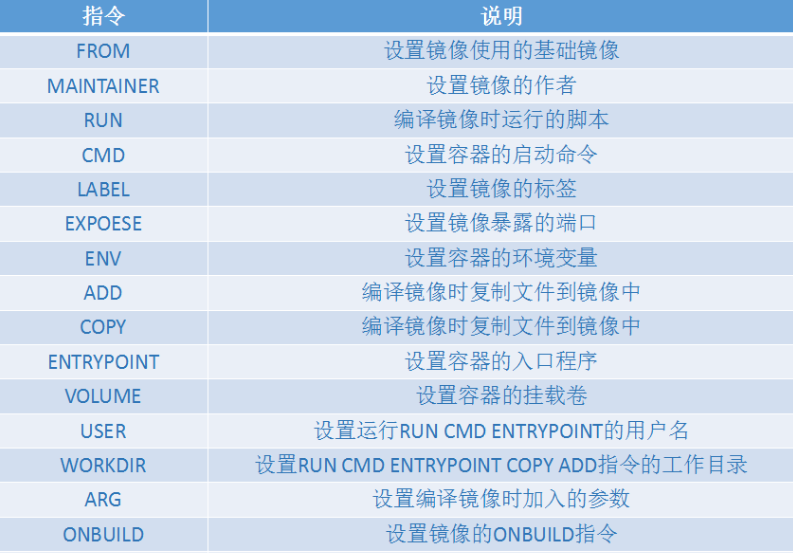 指令 说明
FROM 设置镜像使用的基础镜像
MAINTAINER 设置镜像的作者
RUN 编译镜像时运行的脚本
CMD 设置容器的启动命令
LABEL 设置镜像的标签
EXPOESE 设置镜像暴露的端口
ENV 设置容器的环境变量
ADD 编译镜像时复制文件到镜像中
COPY 编译镜像时复制文件到镜像中
ENTRYPOINT 设置容器的入口程序
VOLUME 设置容器的挂载卷
USER 设置运行RUN CMD ENTRYPOINT的用户名
WORKDIR 设置RUN CMD ENTRYPOINT COPY ADD指令的工作目录
ARG 设置编译镜像时加入的参数
ONBUILD 设置镜像的ONBUILD指令